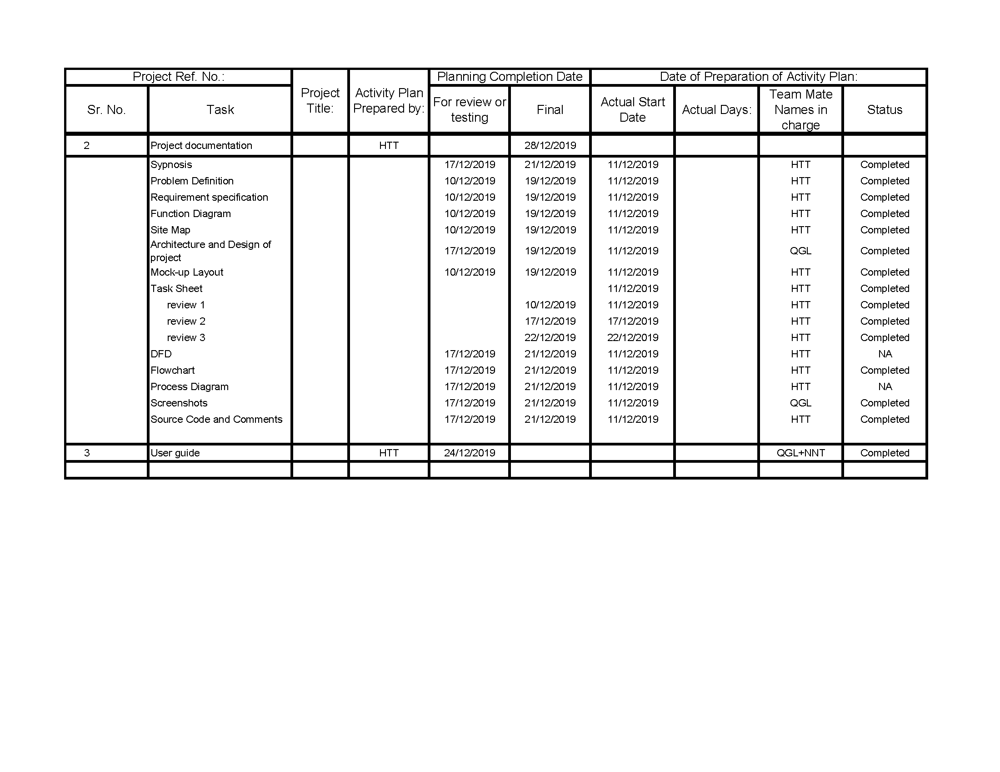 Project Ref. No.: Project Title: Activity Plan Prepared by: Planning Completion Date Date of Preparation of Activity Plan:
Sr. No. Task For review or testing Final Actual Start Date Actual Days: Team Mate Names in charge Status
2 Project documentation HTT 28/12/2019
Sypnosis 17/12/2019 21/12/2019 11/12/2019 HTT Completed
Problem Definition 10/12/2019 19/12/2019 11/12/2019 HTT Completed
Requirement specification 10/12/2019 19/12/2019 11/12/2019 HTT Completed
Function Diagram 10/12/2019 19/12/2019 11/12/2019 HTT Completed
Site Map 10/12/2019 19/12/2019 11/12/2019 HTT Completed
Architecture and Design of project 17/12/2019 19/12/2019 11/12/2019 QGL Completed
Mock-up Layout 10/12/2019 19/12/2019 11/12/2019 HTT Completed
Task Sheet 11/12/2019 HTT Completed
review 1 10/12/2019 11/12/2019 HTT Completed
review 2 17/12/2019 17/12/2019 HTT Completed
review 3 22/12/2019 22/12/2019 HTT Completed
DFD 17/12/2019 21/12/2019 11/12/2019 HTT NA
Flowchart 17/12/2019 21/12/2019 11/12/2019 HTT Completed
Process Diagram 17/12/2019 21/12/2019 11/12/2019 HTT NA
Screenshots 17/12/2019 21/12/2019 11/12/2019 QGL Completed
Source Code and Comments 17/12/2019 21/12/2019 11/12/2019 HTT Completed
3 User guide HTT 24/12/2019 QGL+NNT Completed